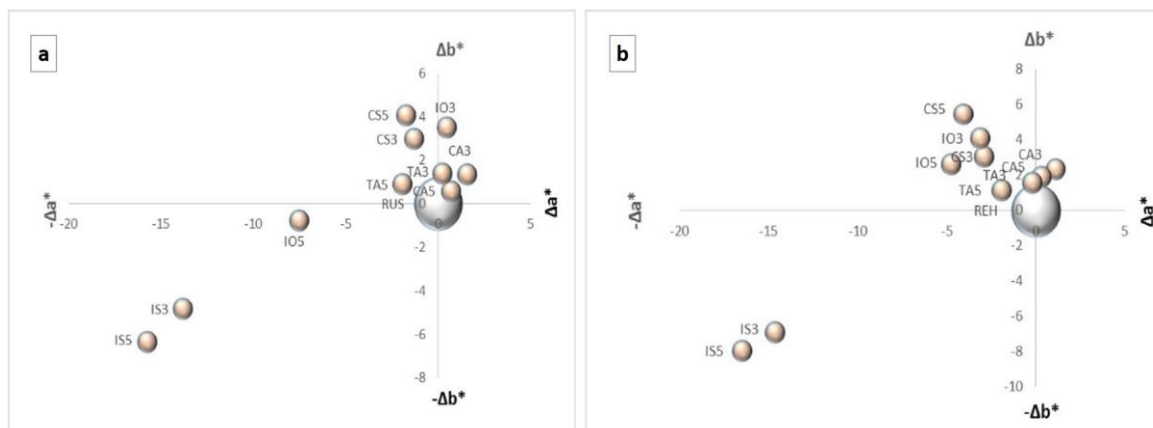 a
Δb*
6
CS5
4
IO3
CS3
2
CA3
TA3
TA5
CA5
RUS
-Δa*
-15
-10
-5
0
5
Δa*
IO5
-2
-4
IS3
IS5
-6
-8
-Δb*
b
Δb*
8
6
CS5
4
IO3
IO5
CS3
CA3
CA5
2
TA3
TA5
REH
0
-Δa*
-20
-15
-10
-5
0
5
Δa*
-2
-4
-6
IS3
IS5
-8
-10
-Δb*